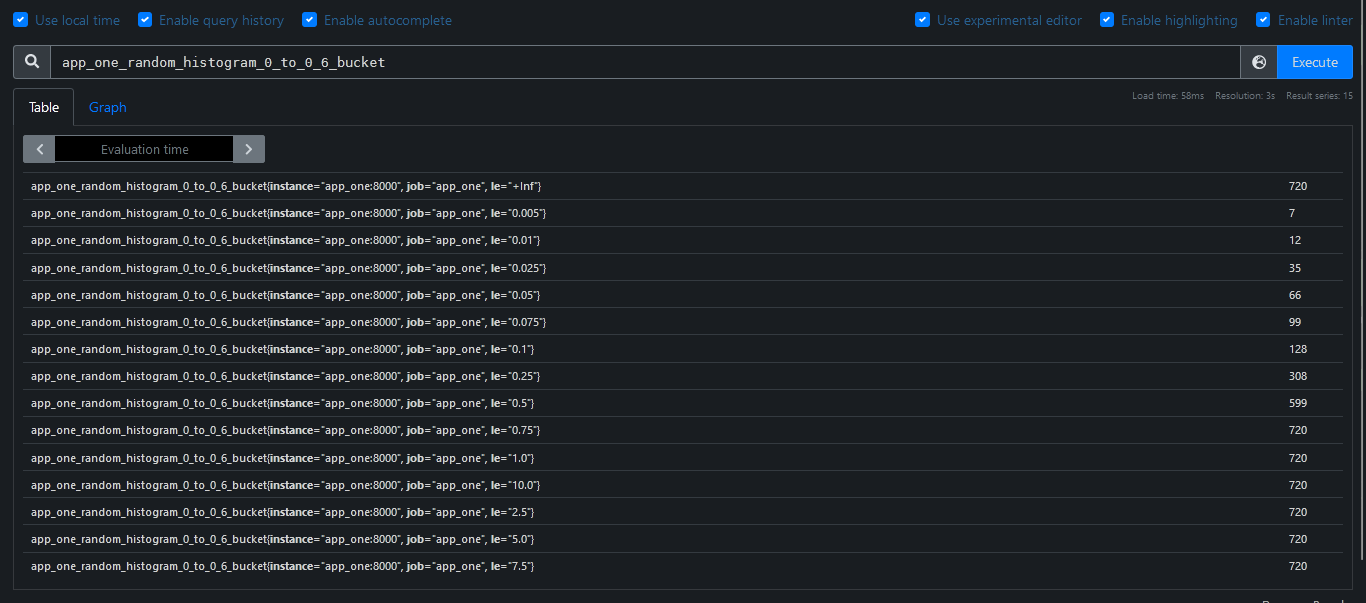 Use local time Enable query history Enable autocomplete Use experimental editor Enable highlighting Enable linter
app_one_random_histogram_0_to_0_6_bucket Execute
Table Graph Load time: 58ms Resolution: 3s Result series: 15
Evaluation time
app_one_random_histogram_0_to_0_6_bucket{instance="app_one:8000", job="app_one", le="+Inf"} 720
app_one_random_histogram_0_to_0_6_bucket{instance="app_one:8000", job="app_one", le="0.005"} 7
app_one_random_histogram_0_to_0_6_bucket{instance="app_one:8000", job="app_one", le="0.01"} 12
app_one_random_histogram_0_to_0_6_bucket{instance="app_one:8000", job="app_one", le="0.025"} 35
app_one_random_histogram_0_to_0_6_bucket{instance="app_one:8000", job="app_one", le="0.05"} 66
app_one_random_histogram_0_to_0_6_bucket{instance="app_one:8000", job="app_one", le="0.075"} 99
app_one_random_histogram_0_to_0_6_bucket{instance="app_one:8000", job="app_one", le="0.1"} 128
app_one_random_histogram_0_to_0_6_bucket{instance="app_one:8000", job="app_one", le="0.25"} 308
app_one_random_histogram_0_to_0_6_bucket{instance="app_one:8000", job="app_one", le="0.5"} 599
app_one_random_histogram_0_to_0_6_bucket{instance="app_one:8000", job="app_one", le="0.75"} 720
app_one_random_histogram_0_to_0_6_bucket{instance="app_one:8000", job="app_one", le="1.0"} 720
app_one_random_histogram_0_to_0_6_bucket{instance="app_one:8000", job="app_one", le="10.0"} 720
app_one_random_histogram_0_to_0_6_bucket{instance="app_one:8000", job="app_one", le="2.5"} 720
app_one_random_histogram_0_to_0_6_bucket{instance="app_one:8000", job="app_one", le="5.0"} 720
app_one_random_histogram_0_to_0_6_bucket{instance="app_one:8000", job="app_one", le="7.5"} 720